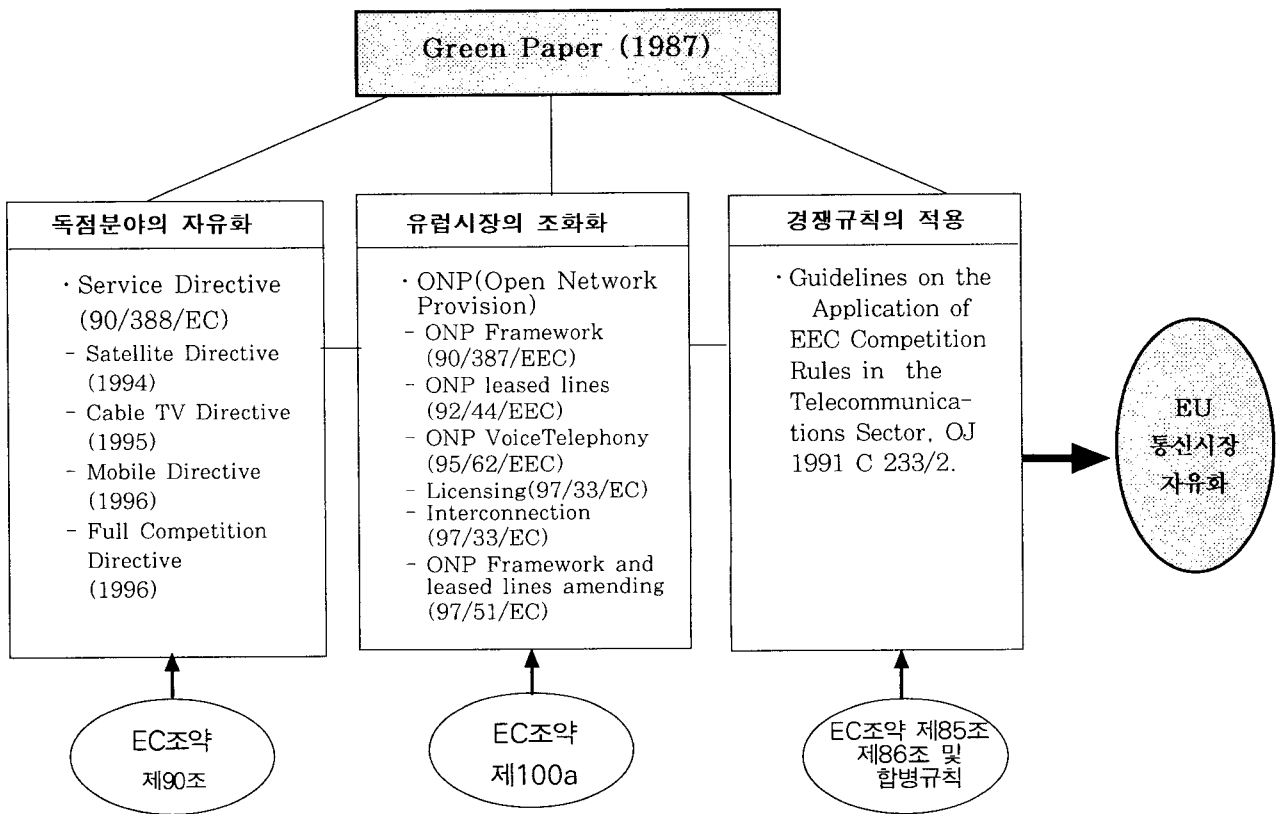 Green Paper (1987)
독점분야의 자유화
· Service Directive
(90/388/EC)
- Satellite Directive
(1994)
- Cable TV Directive
(1995)
- Mobile Directive
(1996)
- Full Competition
Directive
(1996)
유럽시장의 조화화
· ONP(Open Network
Provision)
- ONP Framework
(90/387/EEC)
- ONP leased lines
(92/44/EEC)
- ONP VoiceTelephony
(95/62/EEC)
- Licensing(97/33/EC)
- Interconnection
(97/33/EC)
- ONP Framework and
leased lines amending
(97/51/EC)
경쟁규칙의 적용
· Guidelines on the
Application of
EEC Competition
Rules in the
Telecommunica-
tions Sector, OJ
1991 C 233/2.
EU
통신시장
자유화
EC조약
제90조
EC조약
제100a
EC조약 제85조
제86조 및
합병규칙